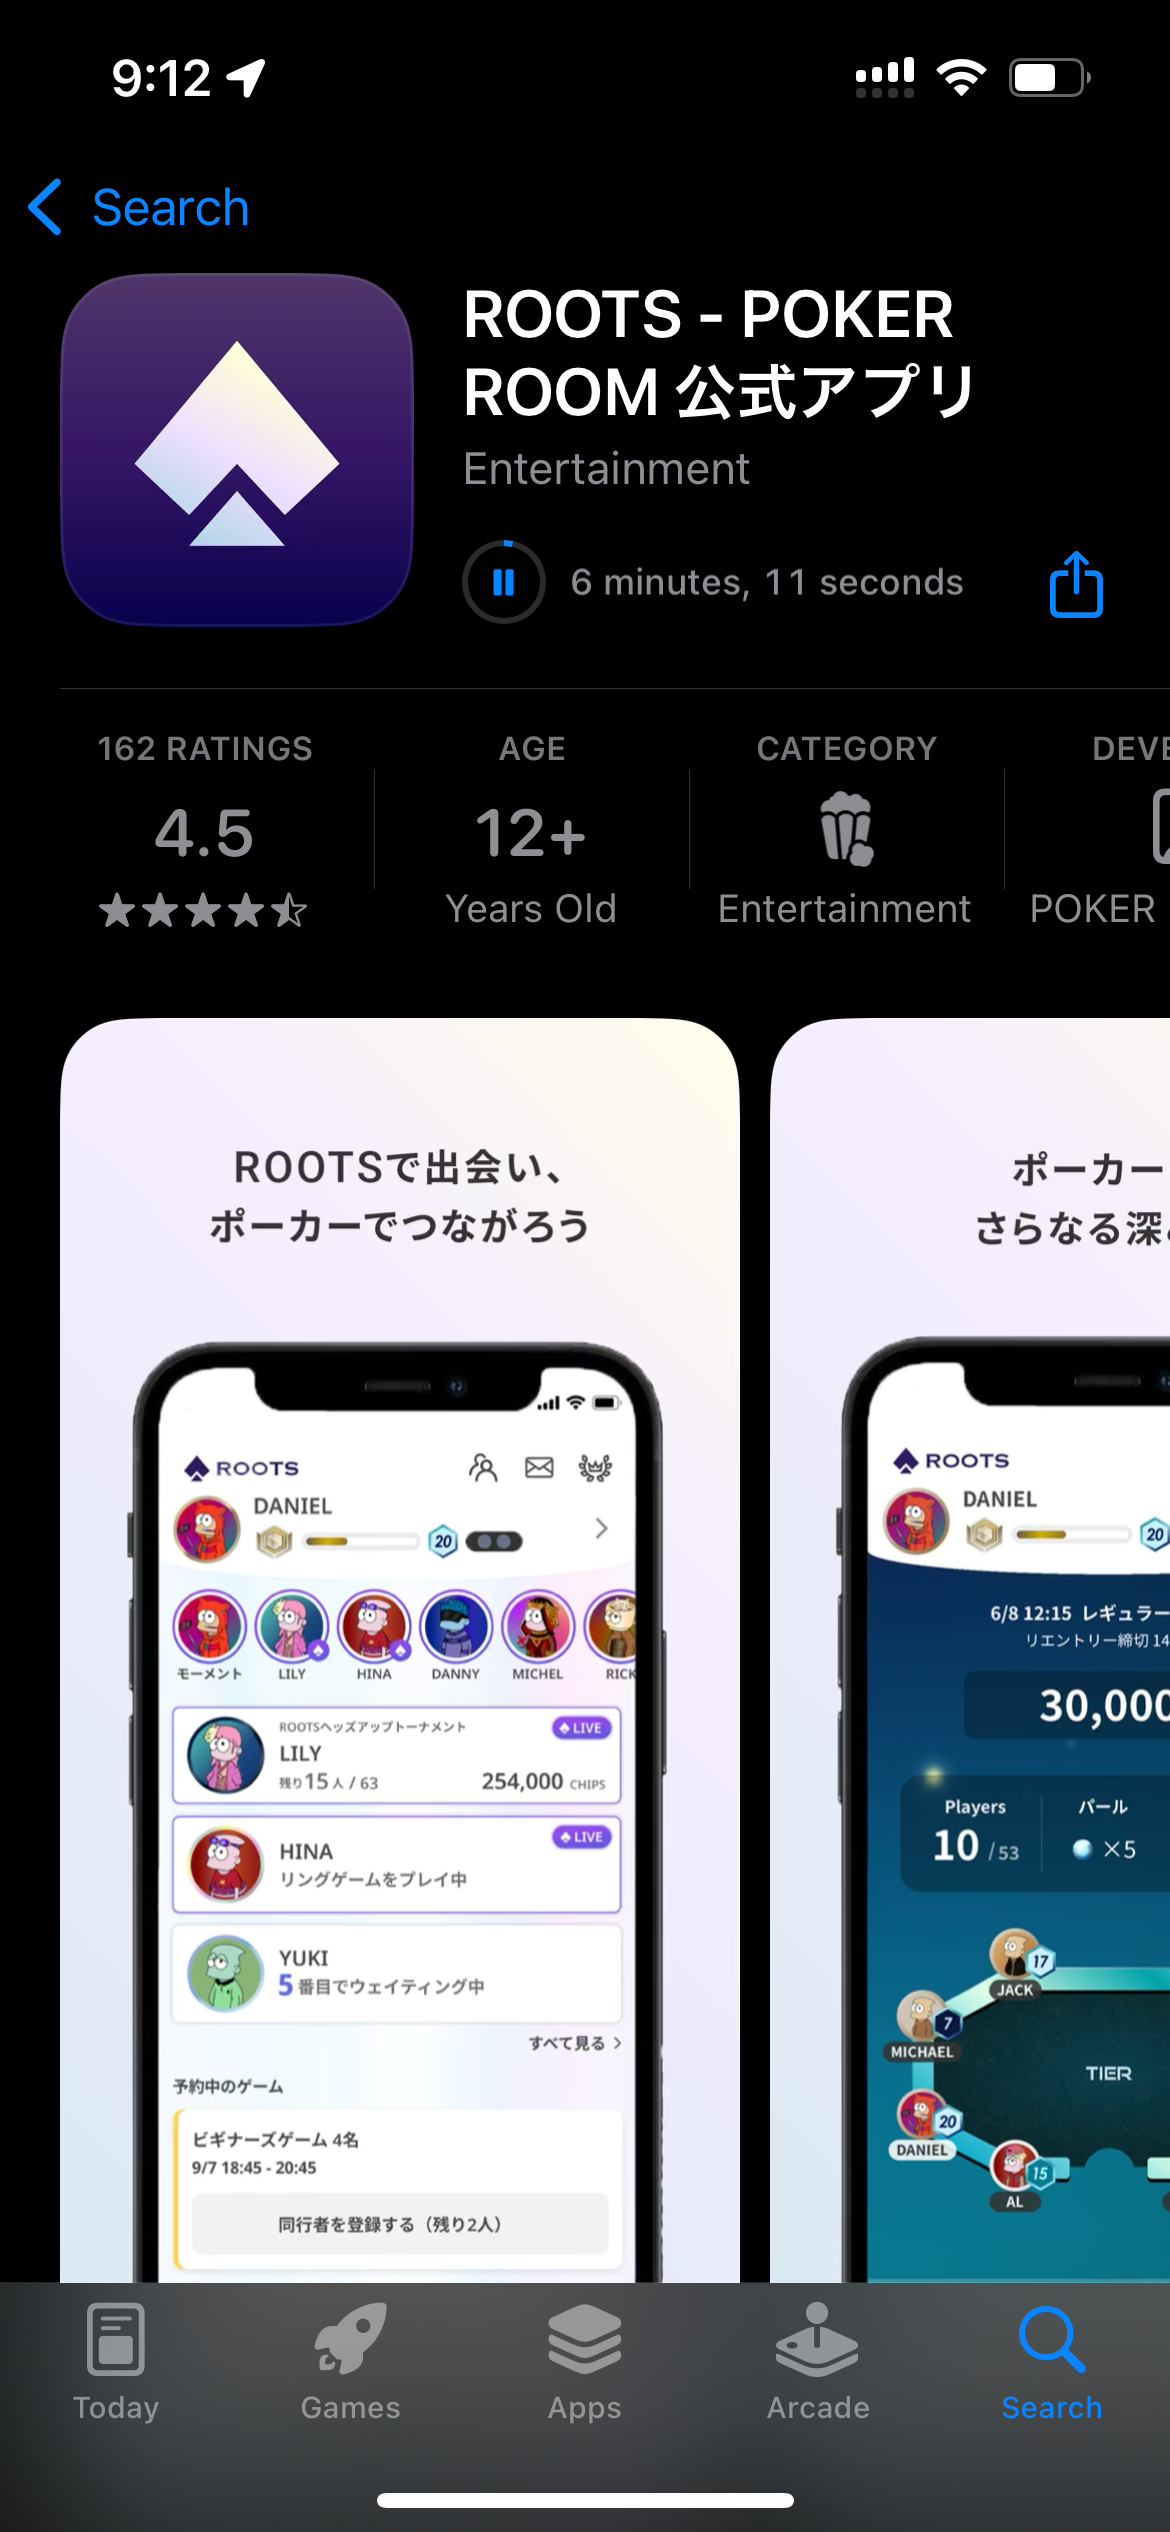 9:12
Search
ROOTS - POKER
ROOM 公式アプリ
Entertainment
6 minutes, 11 seconds
162 RATINGS
4.5
AGE
12+
Years Old
CATEGORY
Entertainment
POKER
ROOTSで出会い、
ポーカーでつながろう
ROOTS
DANIEL
20
モーメント
LILY
HINA
DANNY
MICHEL
RICK
ROOTSヘッズアップトーナメント
LIVE
LILY
残り15人 / 63
254,000 CHIPS
LIVE
HINA
リングゲームをプレイ中
YUKI
5番目でウェイティング中
すべて見る
予約中のゲーム
ビギナーズゲーム 4名
9/7 18:45 - 20:45
同行者を登録する（残り2人）
ポーカー
さらなる深
ROOTS
DANIEL
20
6/8 12:15 レギュラー
リエントリー締切 14
30,000
Players
10 / 53
パール
×5
17
JACK
7
MICHAEL
TIER
20
DANIEL
15
AL
Today
Games
Apps
Arcade
Search